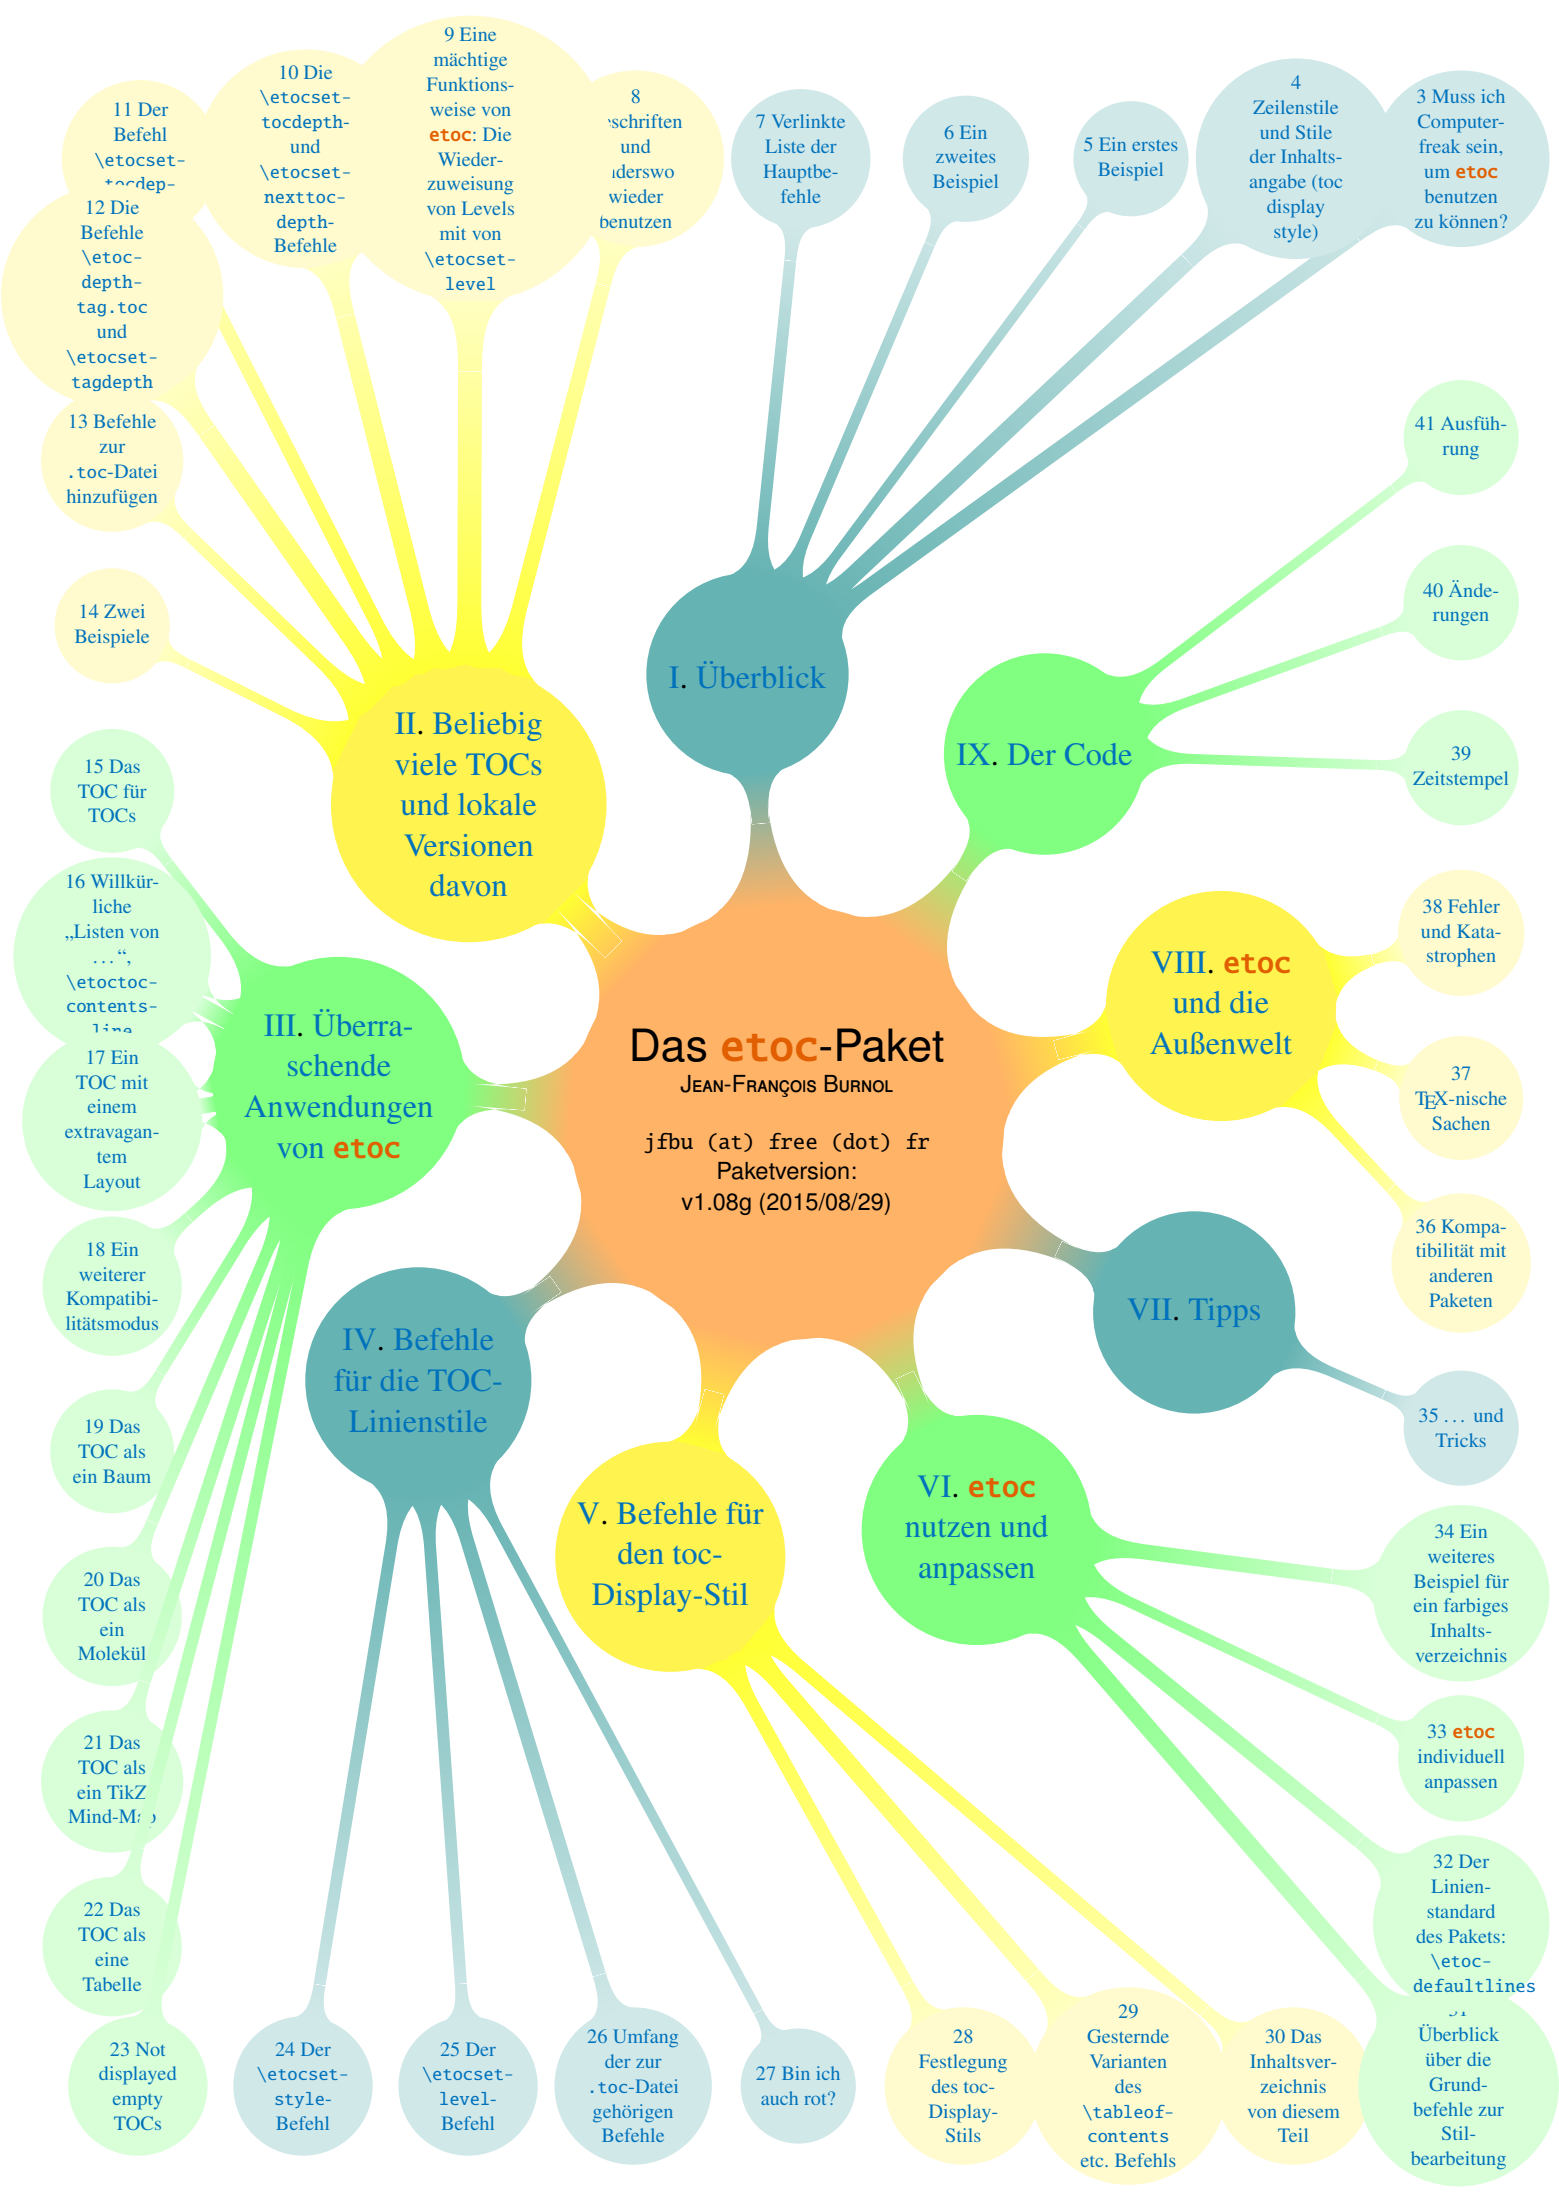 Das etoc-Paket
Jean-François Burnol
jfbu (at) free (dot) fr
Paketversion:
v1.08g (2015/08/29)
I. Überblick
3 Muss ich
Computer-
freak sein,
um etoc
benutzen
zu können?
4
Zeilenstile
und Stile
der Inhalts-
angabe (toc
display
style)
5 Ein erstes
Beispiel
6 Ein
zweites
Beispiel
7 Verlinkte
Liste der
Hauptbe-
fehle
II. Beliebig
viele TOCs
und lokale
Versionen
davon
8
und
wieder
benutzen
9 Eine
mächtige
Funktions-
weise von
etoc: Die
Wieder-
zuweisung
von Levels
mit von
\etocset-
level
10 Die
\etocset-
tocdepth-
und
\etocset-
nexttoc-
depth-
Befehle
11 Der
Befehl
\etocset-
tocdep-
12 Die
Befehle
\etoc-
depth-
tag.toc
und
\etocset-
tagdepth
13 Befehle
zur
.toc-Datei
hinzufügen
14 Zwei
Beispiele
III. Überra-
schende
Anwendungen
von etoc
15 Das
TOC für
TOCs
16 Willkür-
liche
„Listen von
...“,
\etoctoc-
contents-
line
17 Ein
TOC mit
einem
extravagan-
tem
Layout
18 Ein
weiterer
Kompatibi-
litätsmodus
19 Das
TOC als
ein Baum
20 Das
TOC als
ein
Molekül
21 Das
TOC als
ein TikZ
Mind-Map
22 Das
TOC als
eine
Tabelle
23 Not
displayed
empty
TOCs
IV. Befehle
für die TOC-
Linienstile
24 Der
\etocset-
style-
Befehl
25 Der
\etocset-
level-
Befehl
26 Umfang
der zur
.toc-Datei
gehörigen
Befehle
27 Bin ich
auch rot?
V. Befehle für
den toc-
Display-Stil
28
Festlegung
des toc-
Display-
Stils
29
Gesternde
Varianten
des
\tableof-
contents
etc. Befehls
30 Das
Inhaltsver-
zeichnis
von diesem
Teil
VI. etoc
nutzen und
anpassen
31
Überblick
über die
Grund-
befehle zur
Stil-
bearbeitung
32 Der
Linien-
standard
des Pakets:
\etoc-
defaultlines
33 etoc
individuell
anpassen
34 Ein
weiteres
Beispiel für
ein farbiges
Inhalts-
verzeichnis
VII. Tipps
35 ... und
Tricks
VIII. etoc
und die
Außenwelt
36 Kompa-
tibilität mit
anderen
Paketen
37
TEX-nische
Sachen
38 Fehler
und Kata-
strophen
IX. Der Code
39
Zeitstempel
40 Ände-
rungen
41 Ausfüh-
rung